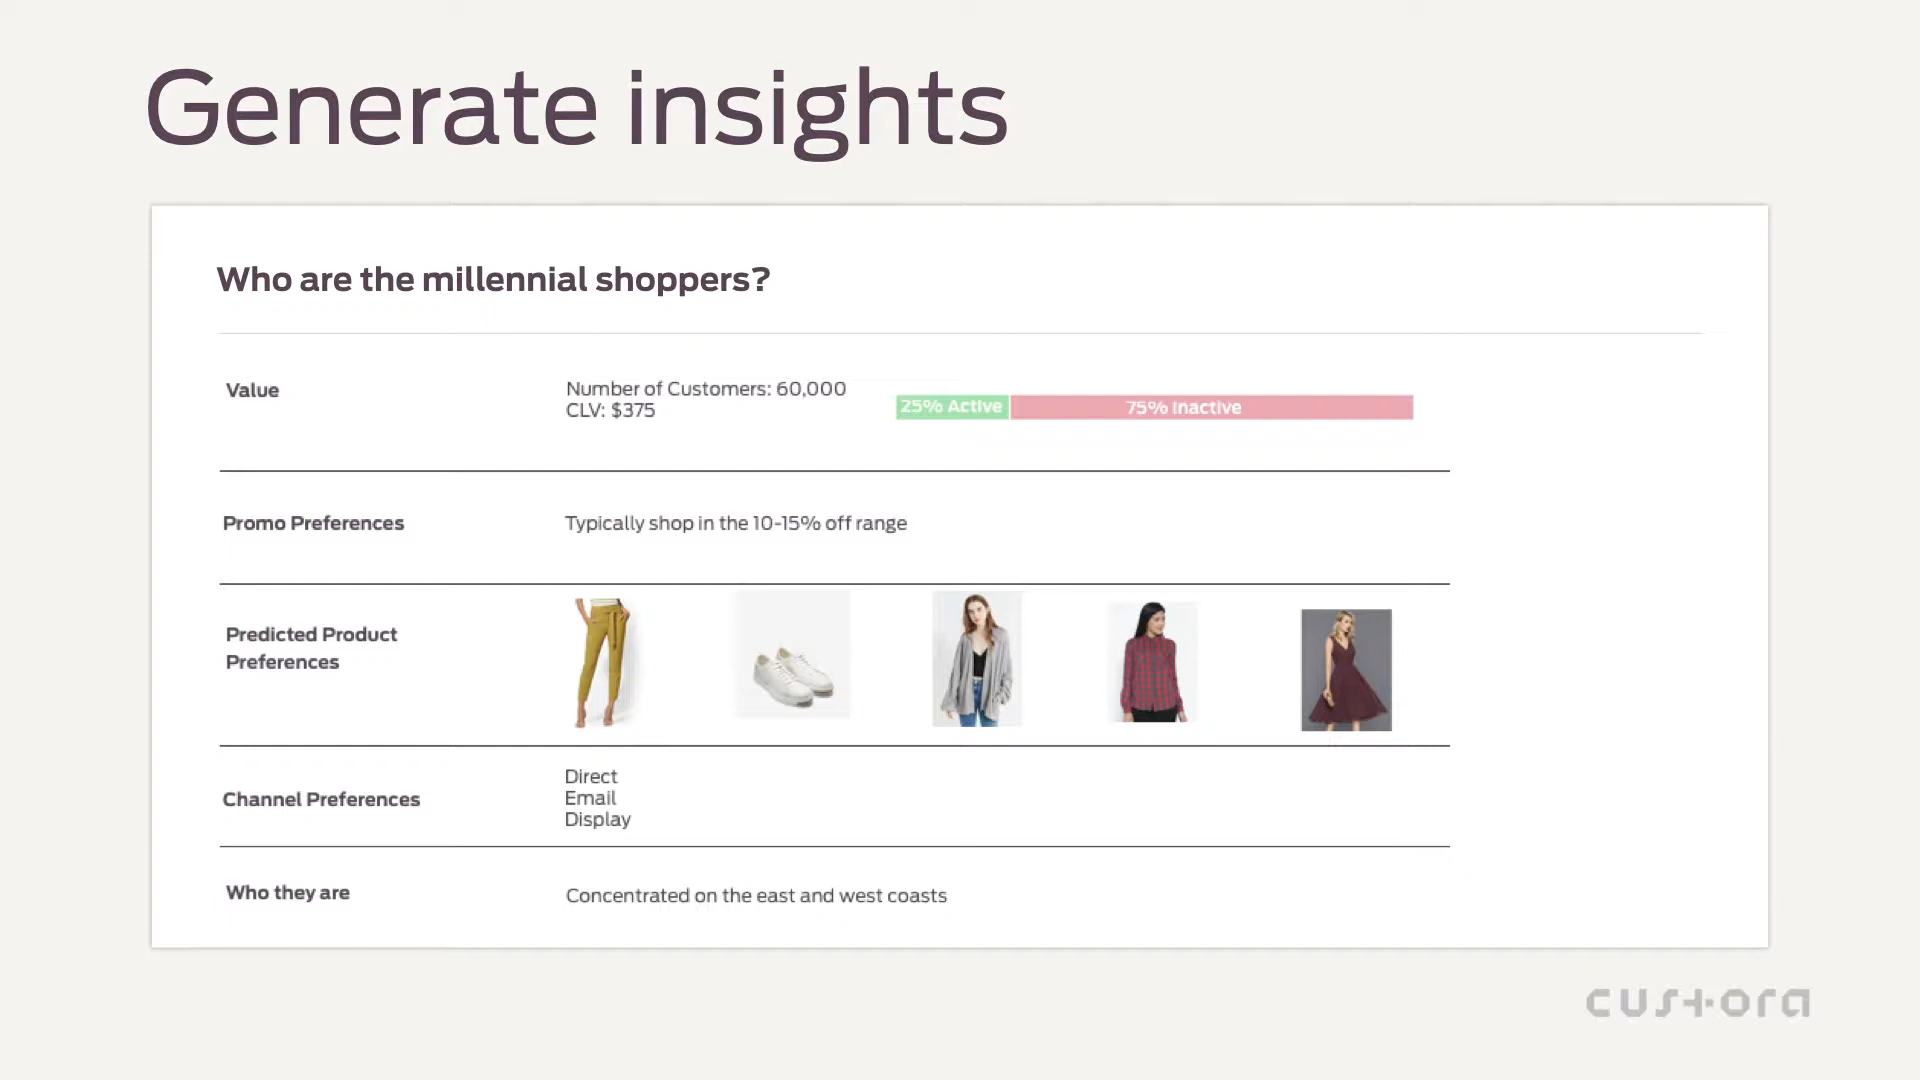 Generate insights
Who are the millennial shoppers?
Value
Number of Customers: 60,000
CLV: $375
25% Active
75% Inactive
Promo Preferences
Typically shop in the 10-15% off range
Predicted Product
Preferences
Channel Preferences
Direct
Email
Display
Who they are
Concentrated on the east and west coasts
custora